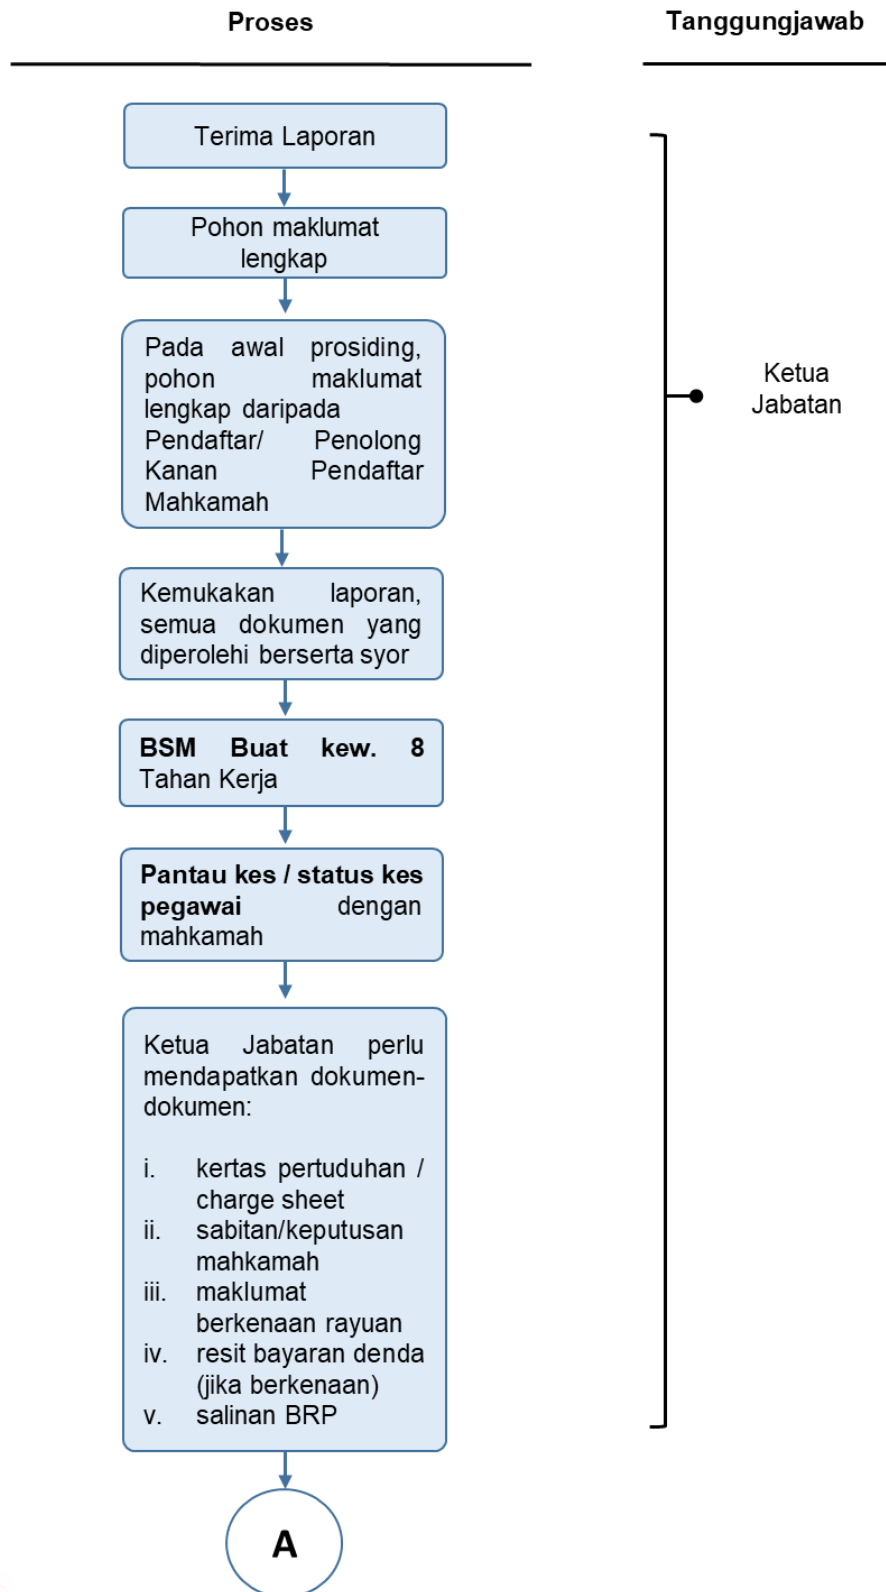 Proses
Tanggungjawab
Terima Laporan
Pohon maklumat
lengkap
Pada awal prosiding,
pohon maklumat
lengkap daripada
Pendaftar/ Penolong
Kanan Pendaftar
Mahkamah
Ketua
Jabatan
Kemukakan laporan,
semua dokumen yang
diperolehi berserta syor
BSM Buat kew. 8
Tahan Kerja
Pantau kes / status kes
pegawai dengan
mahkamah
Ketua Jabatan perlu
mendapatkan dokumen-
dokumen:
i. kertas pertuduhan /
charge sheet
ii. sabitan/keputusan
mahkamah
iii. maklumat
berkenaan rayuan
iv. resit bayaran denda
(jika berkenaan)
v. salinan BRP
A